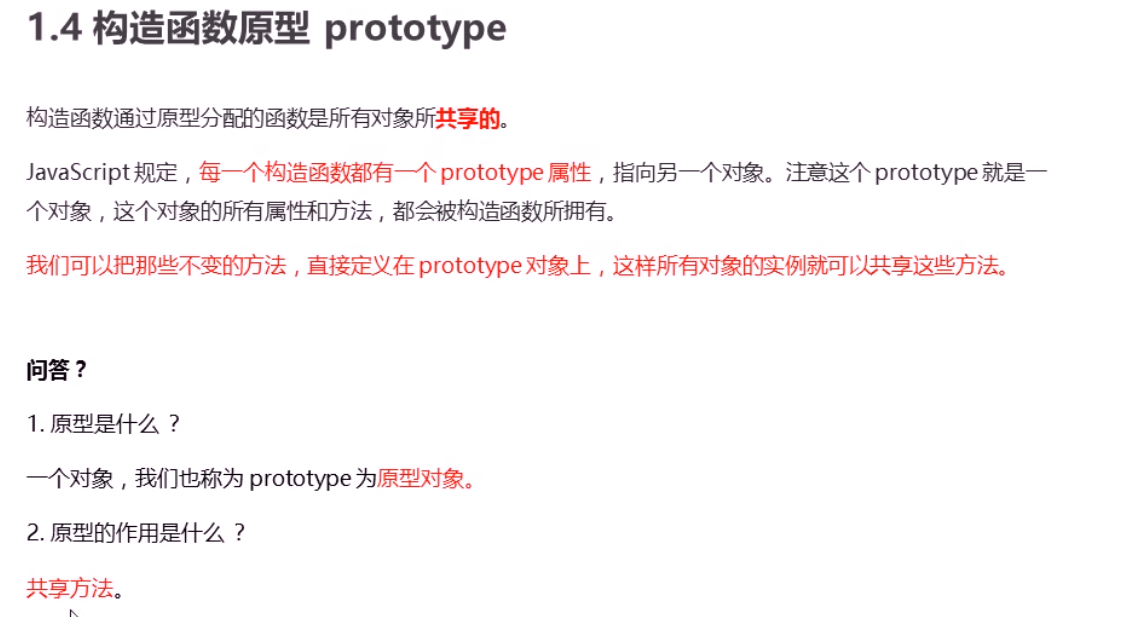 1.4 构造函数原型 prototype
构造函数通过原型分配的函数是所有对象所共享的。
JavaScript 规定，每一个构造函数都有一个 prototype 属性，指向另一个对象。注意这个 prototype 就是一
个对象，这个对象的所有属性和方法，都会被构造函数所拥有。
我们可以把那些不变的方法，直接定义在 prototype 对象上，这样所有对象的实例就可以共享这些方法。
问答？
1. 原型是什么 ？
一个对象，我们也称为 prototype 为原型对象。
2. 原型的作用是什么 ？
共享方法。